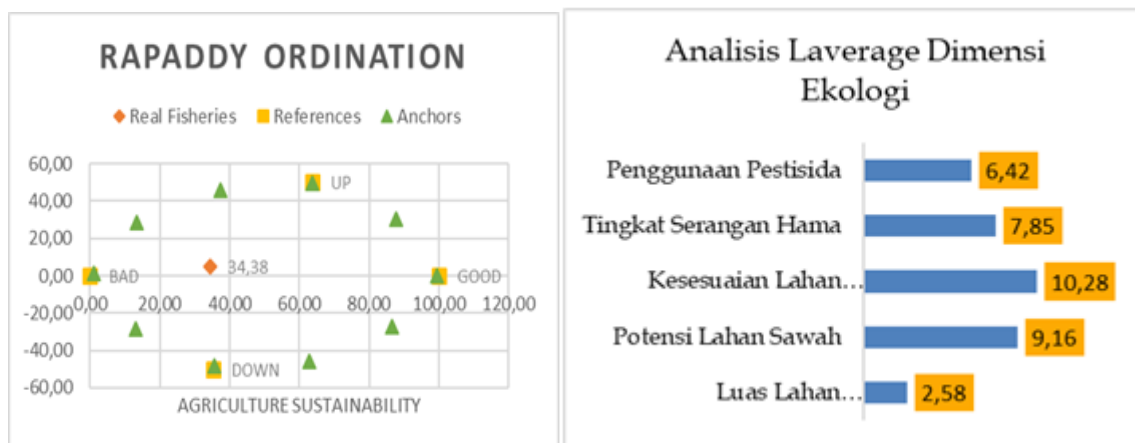 RAPADDY ORDINATION
Real Fisheries References Anchors
60,00
40,00
20,00
0,00
-20,00
-40,00
-60,00
UP
34,38
BAD
GOOD
0,00 20,00 40,00 60,00 80,00 100,00 120,00
DOWN
AGRICULTURE SUSTAINABILITY
Analisis Laverage Dimensi
Ekologi
Penggunaan Pestisida 6,42
Tingkat Serangan Hama 7,85
Kesesuaian Lahan... 10,28
Potensi Lahan Sawah 9,16
Luas Lahan... 2,58